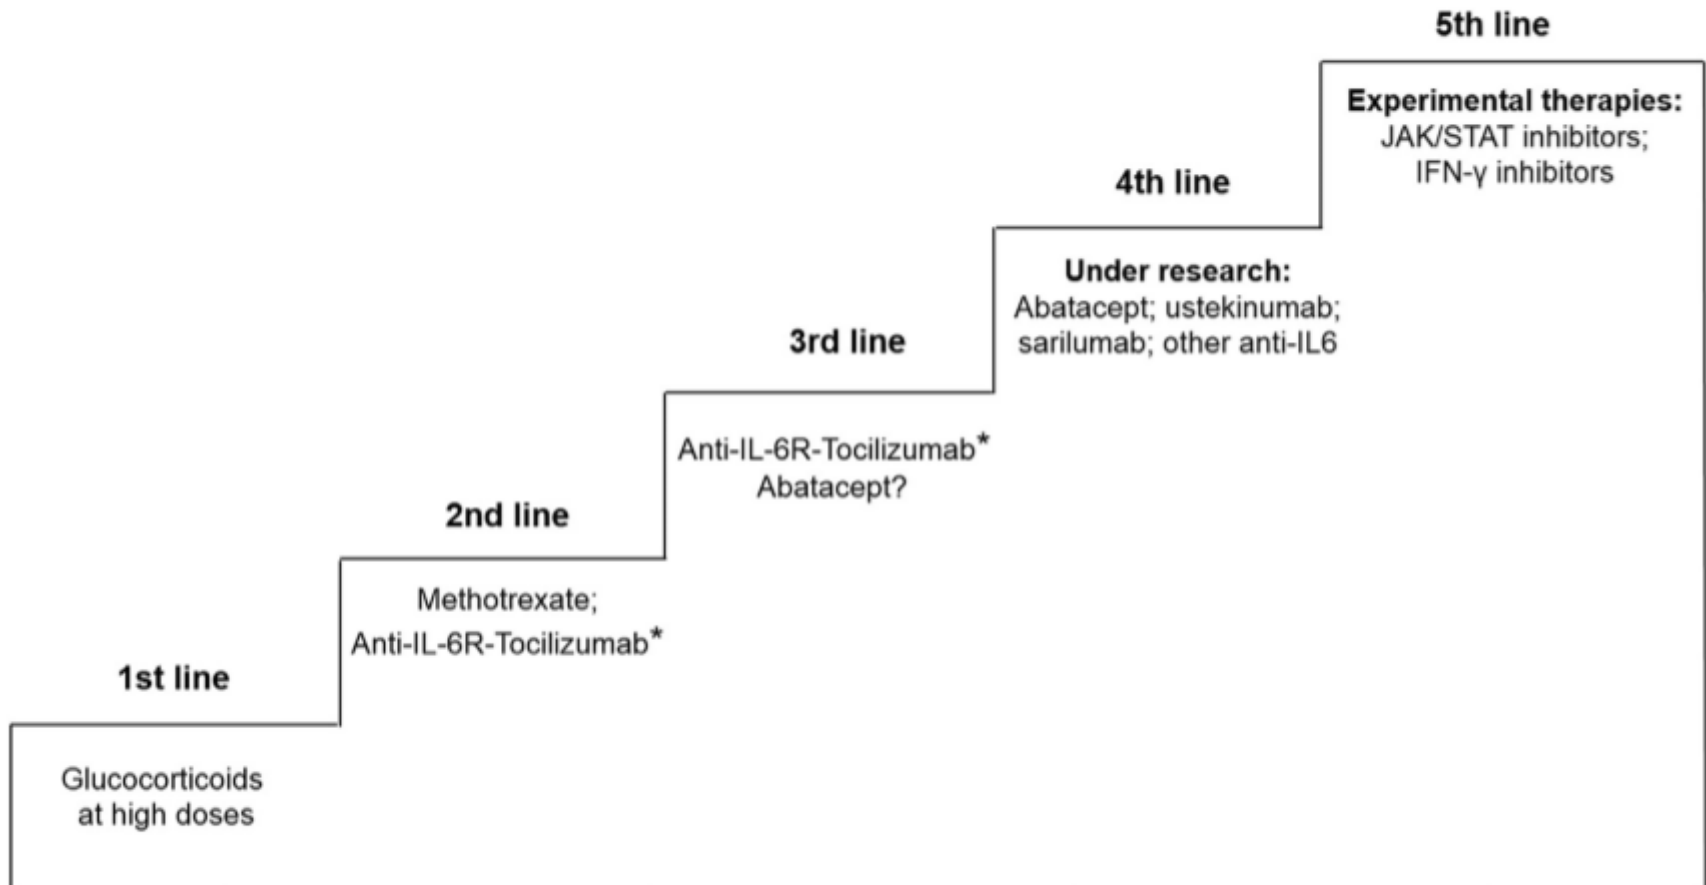 1st line
Glucocorticoids
at high doses
2nd line
Methotrexate;
Anti-IL-6R-Tocilizumab*
3rd line
Anti-IL-6R-Tocilizumab*
Abatacept?
4th line
Under research:
Abatacept; ustekinumab;
sarilumab; other anti-IL6
5th line
Experimental therapies:
JAK/STAT inhibitors;
IFN-γ inhibitors